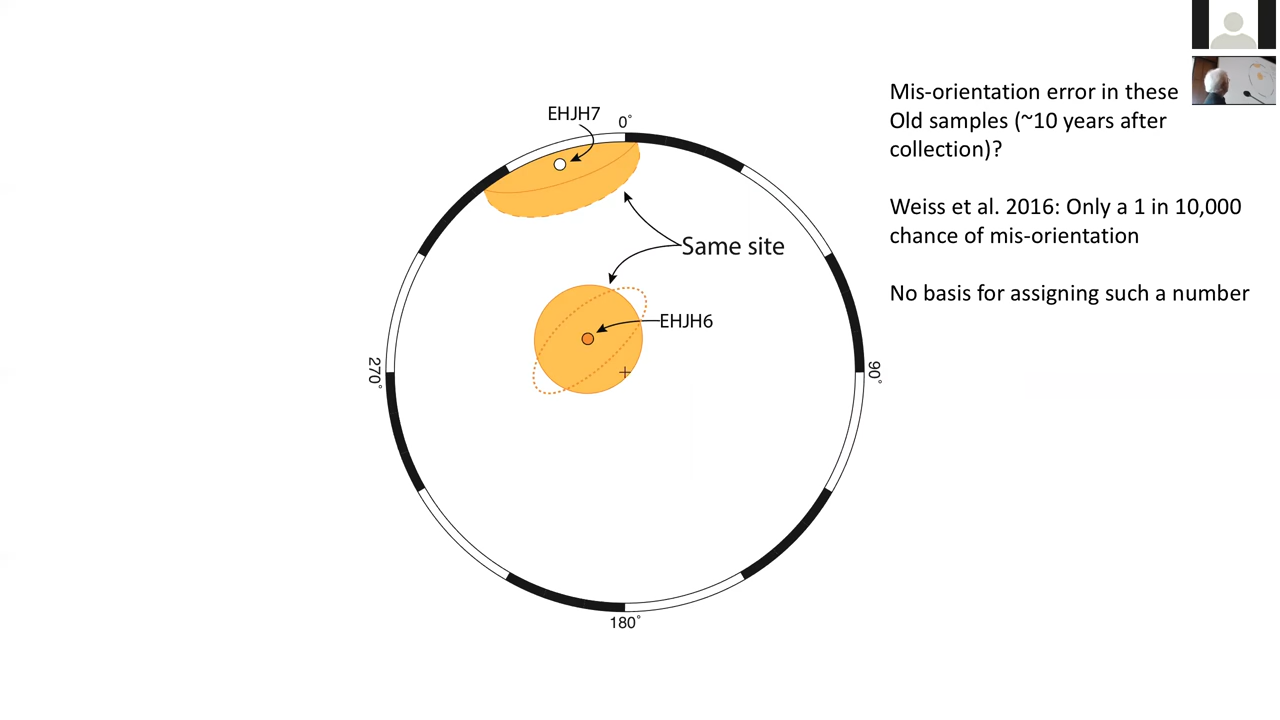 Mis-orientation error in these
Old samples (~10 years after
collection)?
Weiss et al. 2016: Only a 1 in 10,000
chance of mis-orientation
No basis for assigning such a number
EHJH7
0°
Same site
EHJH6
270°
90°
180°